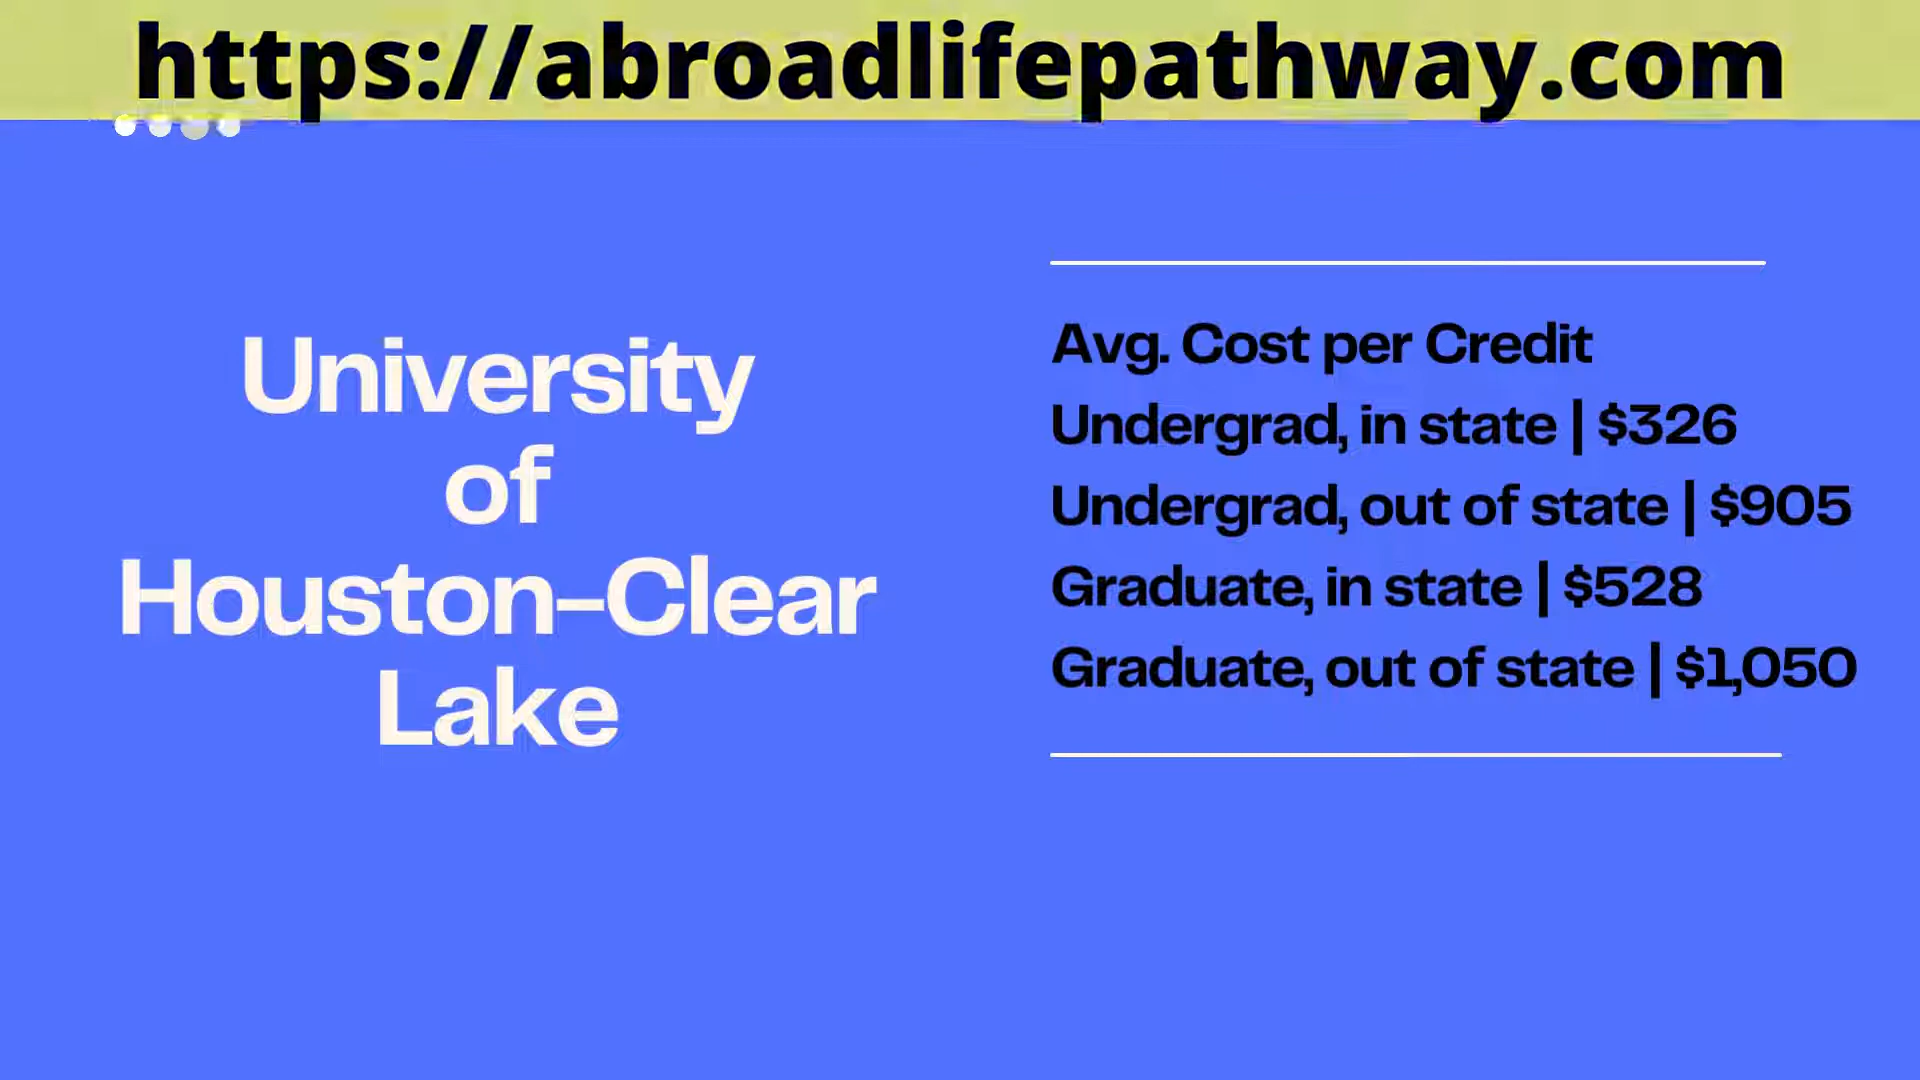 https://abroadlifepathway.com
University
of
Houston-Clear
Lake
Avg. Cost per Credit
Undergrad, in state | $326
Undergrad, out of state | $905
Graduate, in state | $528
Graduate, out of state | $1,050